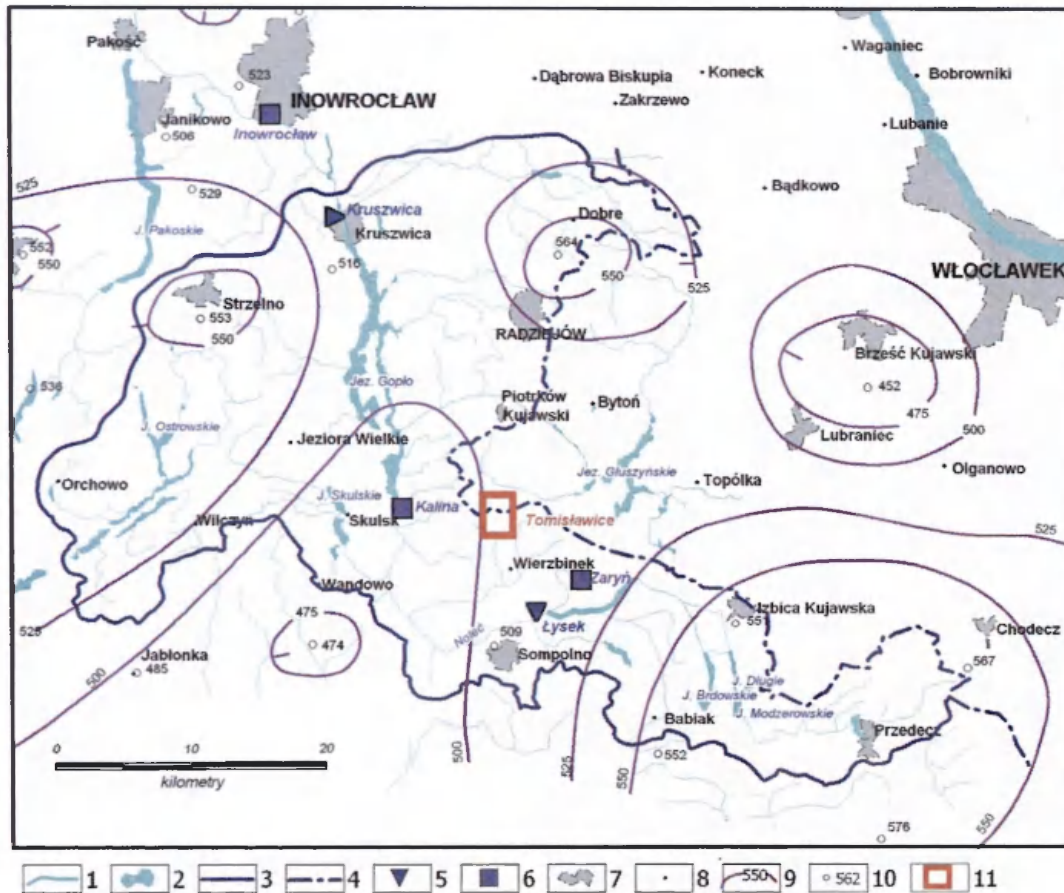 Pakość
Waganiec
Koneck
Bobrowniki
Dąbrowa Biskupia
523
INOWROCŁAW
Zakrzewo
Janikowo
Inowrocław
Lubanie
506
525
529
Bądkowo
Kruszwica
Dobre
J. Pakoskie
Kruszwica
552
564
550
516
550
525
WŁOCŁAWEK
Strzelno
553
550
RADZIEJÓW
Brześć Kujawski
536
Jez. Gopło
452
Piotrków
Kujawski
Bytoń
475
J. Ostrowskie
500
Jeziora Wielkie
Lubraniec
Olganowo
Orchowo
Jez. Głuszyńskie
Topólka
J. Skulskie
Kalina
Wilczyn
Skulsk
Tomisławice
525
Wierzbinek
Zaryń
Wandowo
475
Izbica Kujawska
551
Łysek
Chodecz
525
474
Noteć
509
567
Jabłonka
Sompolno
485
500
J. Długie
J. Brdowskie
J. Modzerowskie
Babiak
Przedecz
0 10 20
500
525
552
550
kilometry
576
550
1 2 3 4 5 6 7 8 550 9 562 10 11